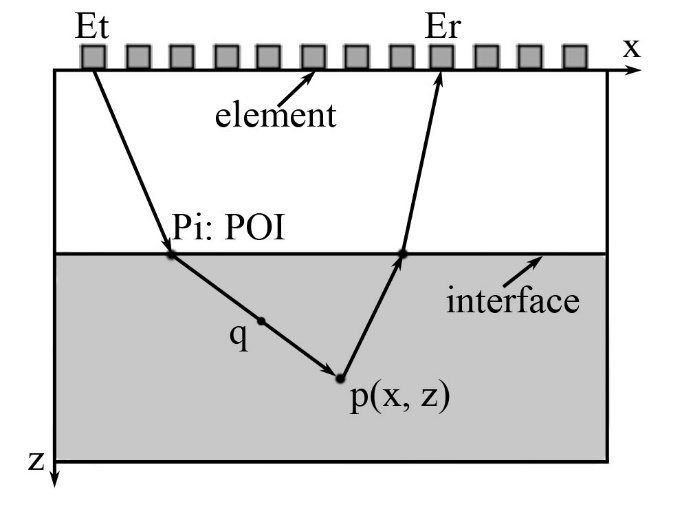 Et
Er
x
element
Pi: POI
interface
q
p(x, z)
z